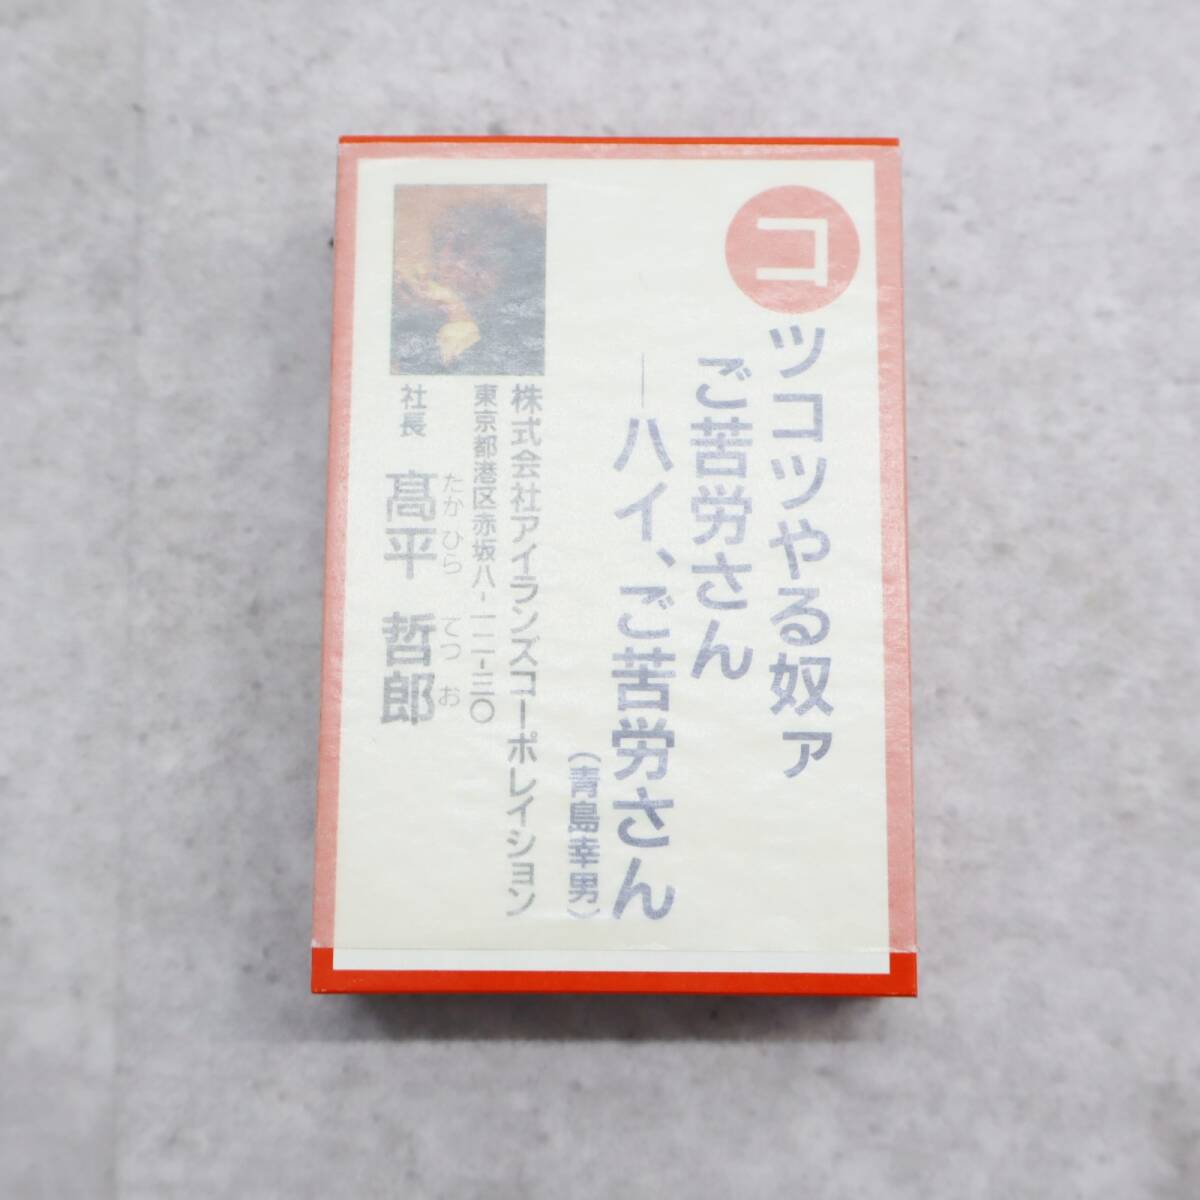 コツコツやる奴ァ
ご苦労さん
―ハイ、ご苦労さん
(青島幸男)
株式会社アイランズコーポレイション
東京都港区赤坂八-一二-三〇
社長 髙平 哲郎
たか ひら てつ お